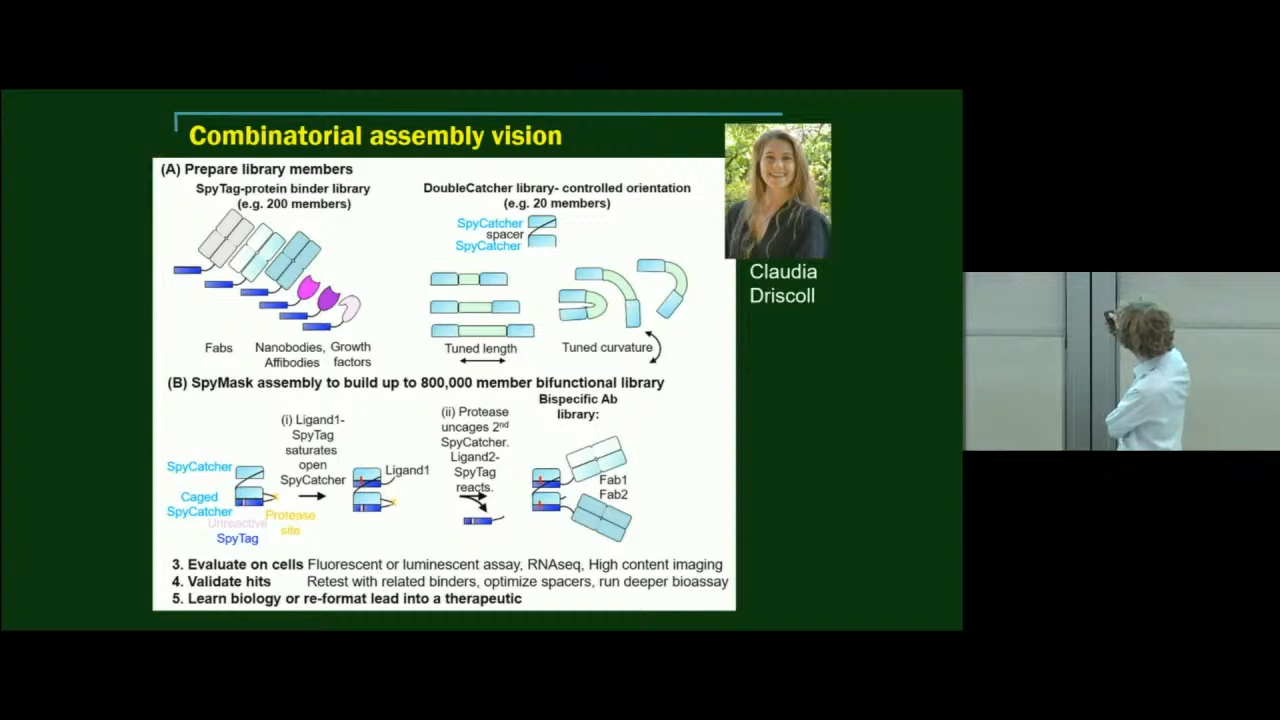 Combinatorial assembly vision
(A) Prepare library members
SpyTag-protein binder library
(e.g. 200 members)
DoubleCatcher library- controlled orientation
(e.g. 20 members)
SpyCatcher
spacer
SpyCatcher
Fabs
Nanobodies,
Affibodies
Growth
factors
Tuned length
Tuned curvature
Claudia
Driscoll
(B) SpyMask assembly to build up to 800,000 member bifunctional library
Bispecific Ab
library:
(i) Ligand1-
SpyTag
saturates
open
SpyCatcher
(ii) Protease
uncages 2nd
SpyCatcher.
Ligand2-
SpyTag
reacts.
SpyCatcher
Caged
SpyCatcher
Unreactive
SpyTag
Protease
site
Ligand1
Fab1
Fab2
3. Evaluate on cells Fluorescent or luminescent assay, RNAseq, High content imaging
4. Validate hits Retest with related binders, optimize spacers, run deeper bioassay
5. Learn biology or re-format lead into a therapeutic